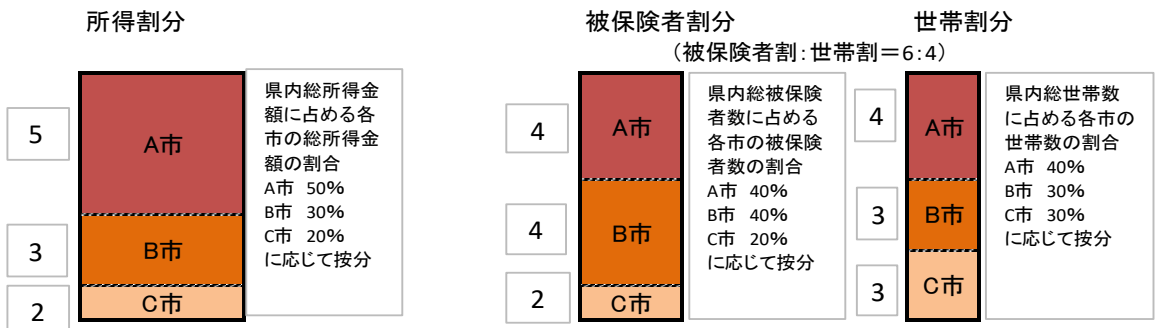 所得割分
被保険者割分
世帯割分
（被保険者割：世帯割＝6：4）
5
3
2
A市
B市
C市
県内総所得金
額に占める各
市の総所得金
額の割合
A市 50%
B市 30%
C市 20%
に応じて按分
4
4
2
A市
B市
C市
県内総被保険
者数に占める
各市の被保険
者数の割合
A市 40%
B市 40%
C市 20%
に応じて按分
4
3
3
A市
B市
C市
県内総世帯数
に占める各市の
世帯数の割合
A市 40%
B市 30%
C市 30%
に応じて按分